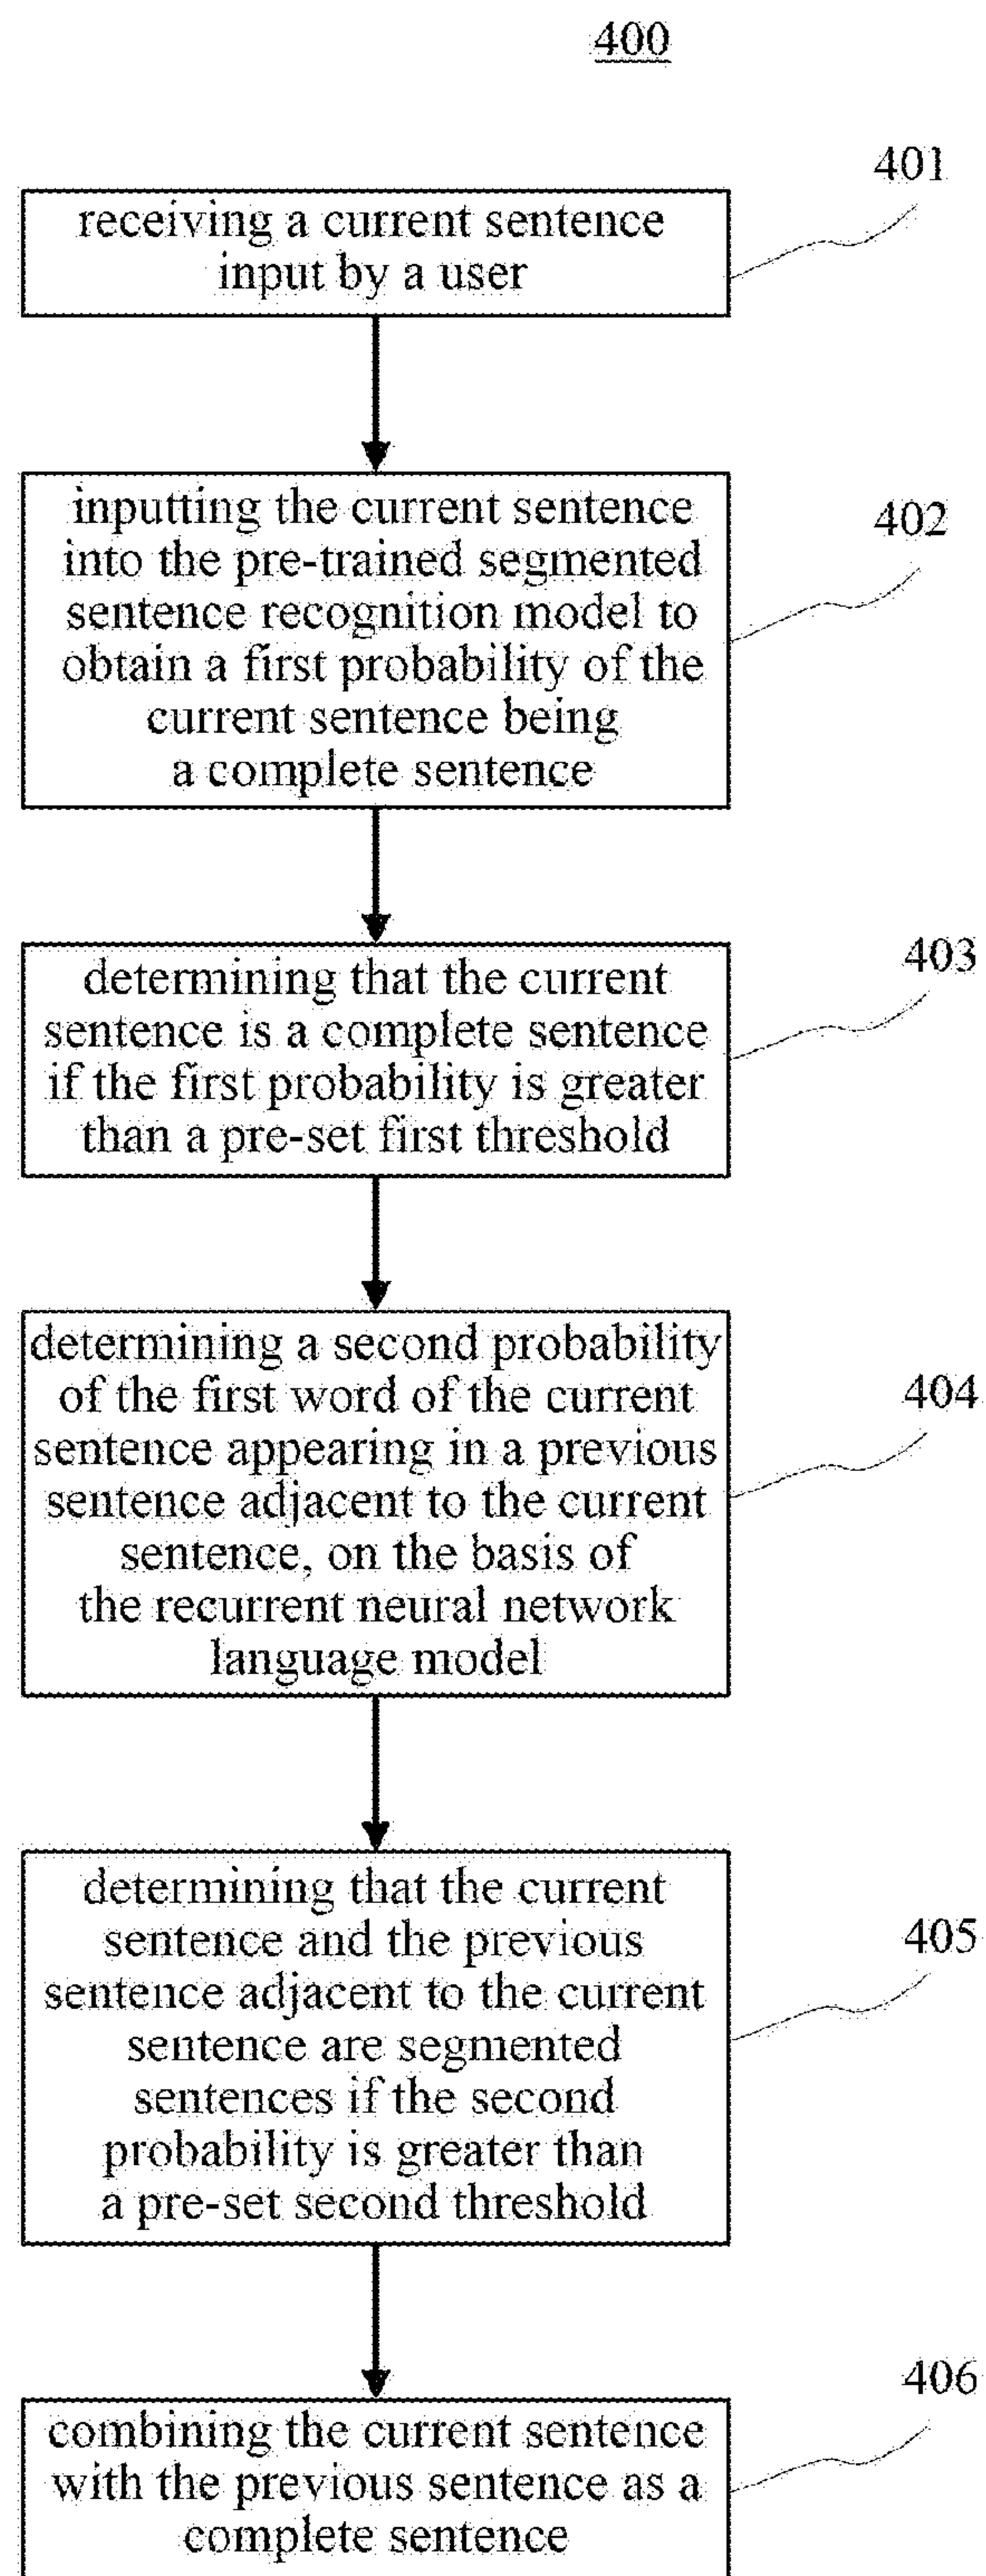 400
401
receiving a current sentence
input by a user
402
inputting the current sentence
into the pre-trained segmented
sentence recognition model to
obtain a first probability of the
current sentence being
a complete sentence
403
determining that the current
sentence is a complete sentence
if the first probability is greater
than a pre-set first threshold
404
determining a second probability
of the first word of the current
sentence appearing in a previous
sentence adjacent to the current
sentence, on the basis of
the recurrent neural network
language model
405
determining that the current
sentence and the previous
sentence adjacent to the current
sentence are segmented
sentences if the second
probability is greater than
a pre-set second threshold
406
combining the current sentence
with the previous sentence as a
complete sentence